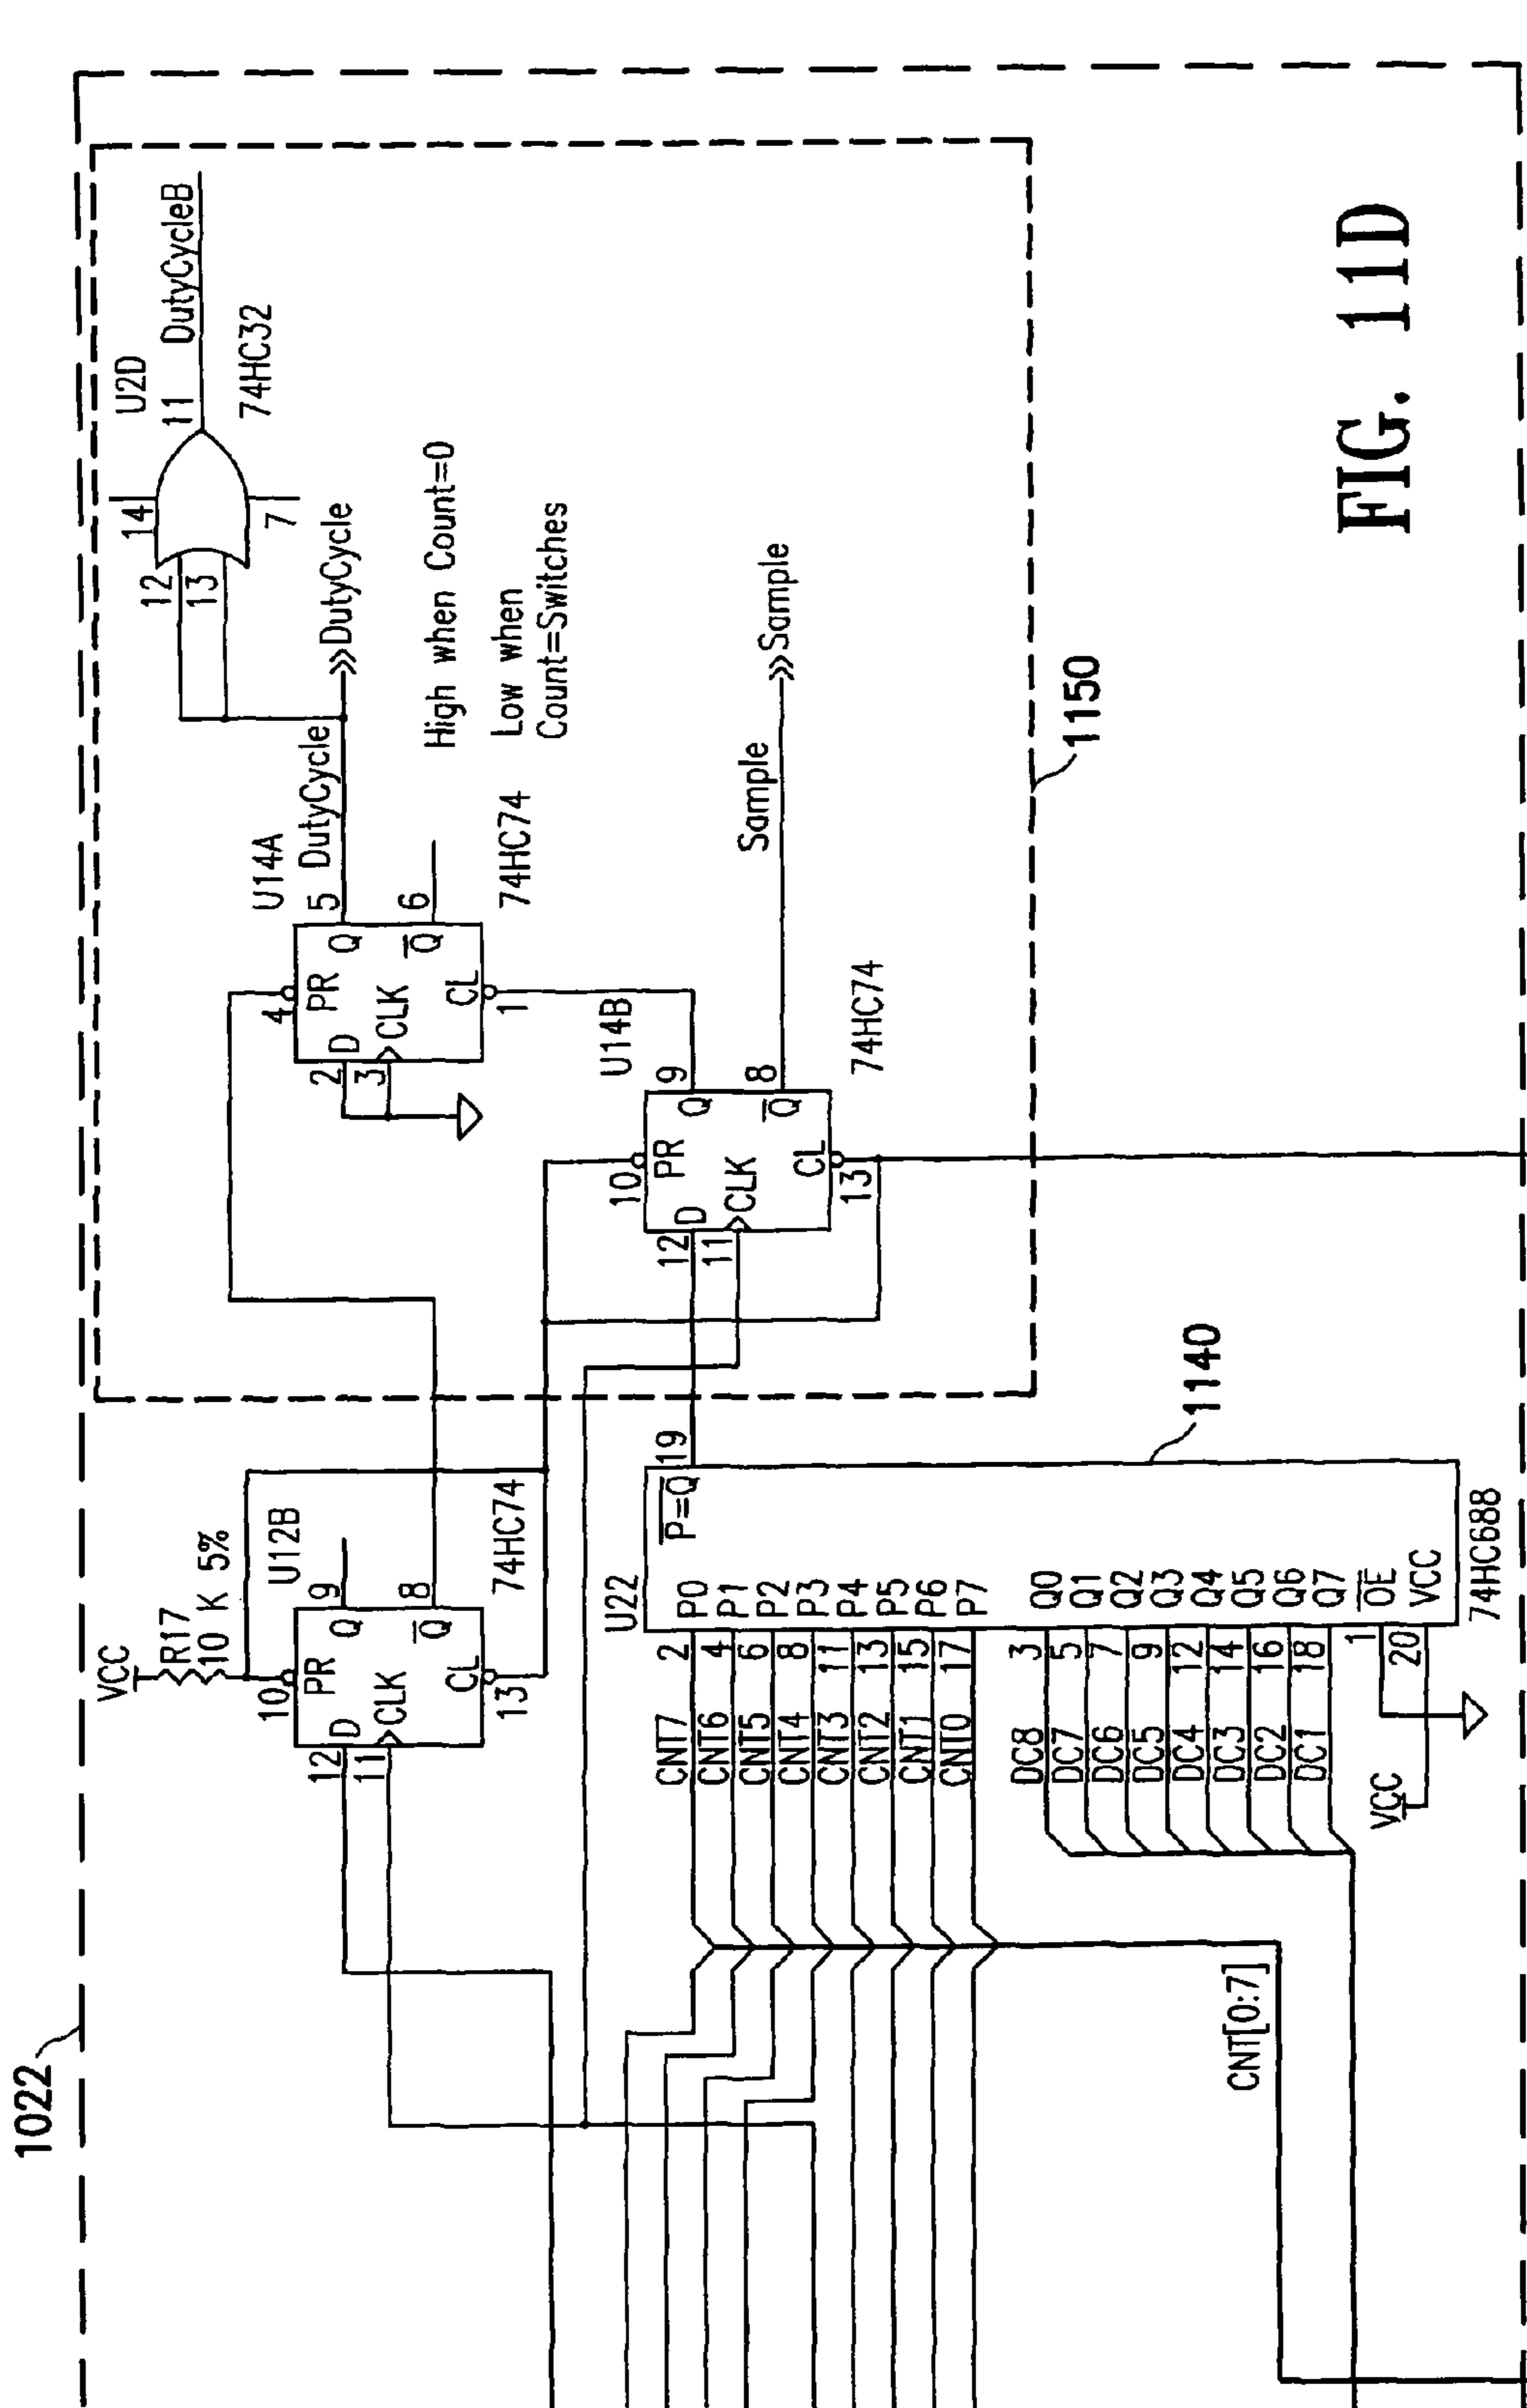 1022
VCC
R17
10 K 5%
10
PR
U12B
12
D
Q
9
11
CLK
Q
8
CL
13
74HC74
4
PR
U14A
2
D
Q
5
DutyCycle
3
CLK
Q
6
CL
1
74HC74
12
13
14
7
U2D
11
DutyCycleB
74HC32
DutyCycle
High when Count=0
Low when
Count=Switches
10
PR
U14B
12
D
Q
9
11
CLK
Q
8
CL
13
74HC74
Sample
Sample
1150
U22
CNT7 2 P0
P=Q 19
CNT6 4 P1
CNT5 6 P2
CNT4 8 P3
CNT3 11 P4
CNT2 13 P5
CNT1 15 P6
CNT0 17 P7
DC8 3 Q0
DC7 5 Q1
DC6 7 Q2
DC5 9 Q3
DC4 12 Q4
DC3 14 Q5
DC2 16 Q6
DC1 18 Q7
1 OE
VCC 20 VCC
74HC688
1140
CNT[0:7]
FIG. 11D